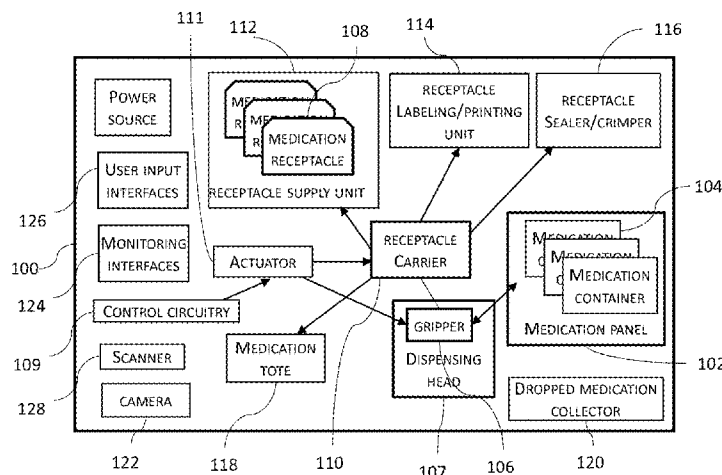 111
112
108
114
116
POWER
SOURCE
USER INPUT
INTERFACES
MONITORING
INTERFACES
CONTROL CIRCUITRY
SCANNER
CAMERA
126
100
124
109
128
122
MEDICATION
RECEPTACLE
RECEPTACLE SUPPLY UNIT
RECEPTACLE
LABELING/PRINTING
UNIT
RECEPTACLE
SEALER/CRIMPER
ACTUATOR
RECEPTACLE
CARRIER
MEDICATION
TOTE
GRIPPER
DISPENSING
HEAD
MEDICATION
CONTAINER
MEDICATION PANEL
DROPPED MEDICATION
COLLECTOR
104
102
118
110
107
106
120